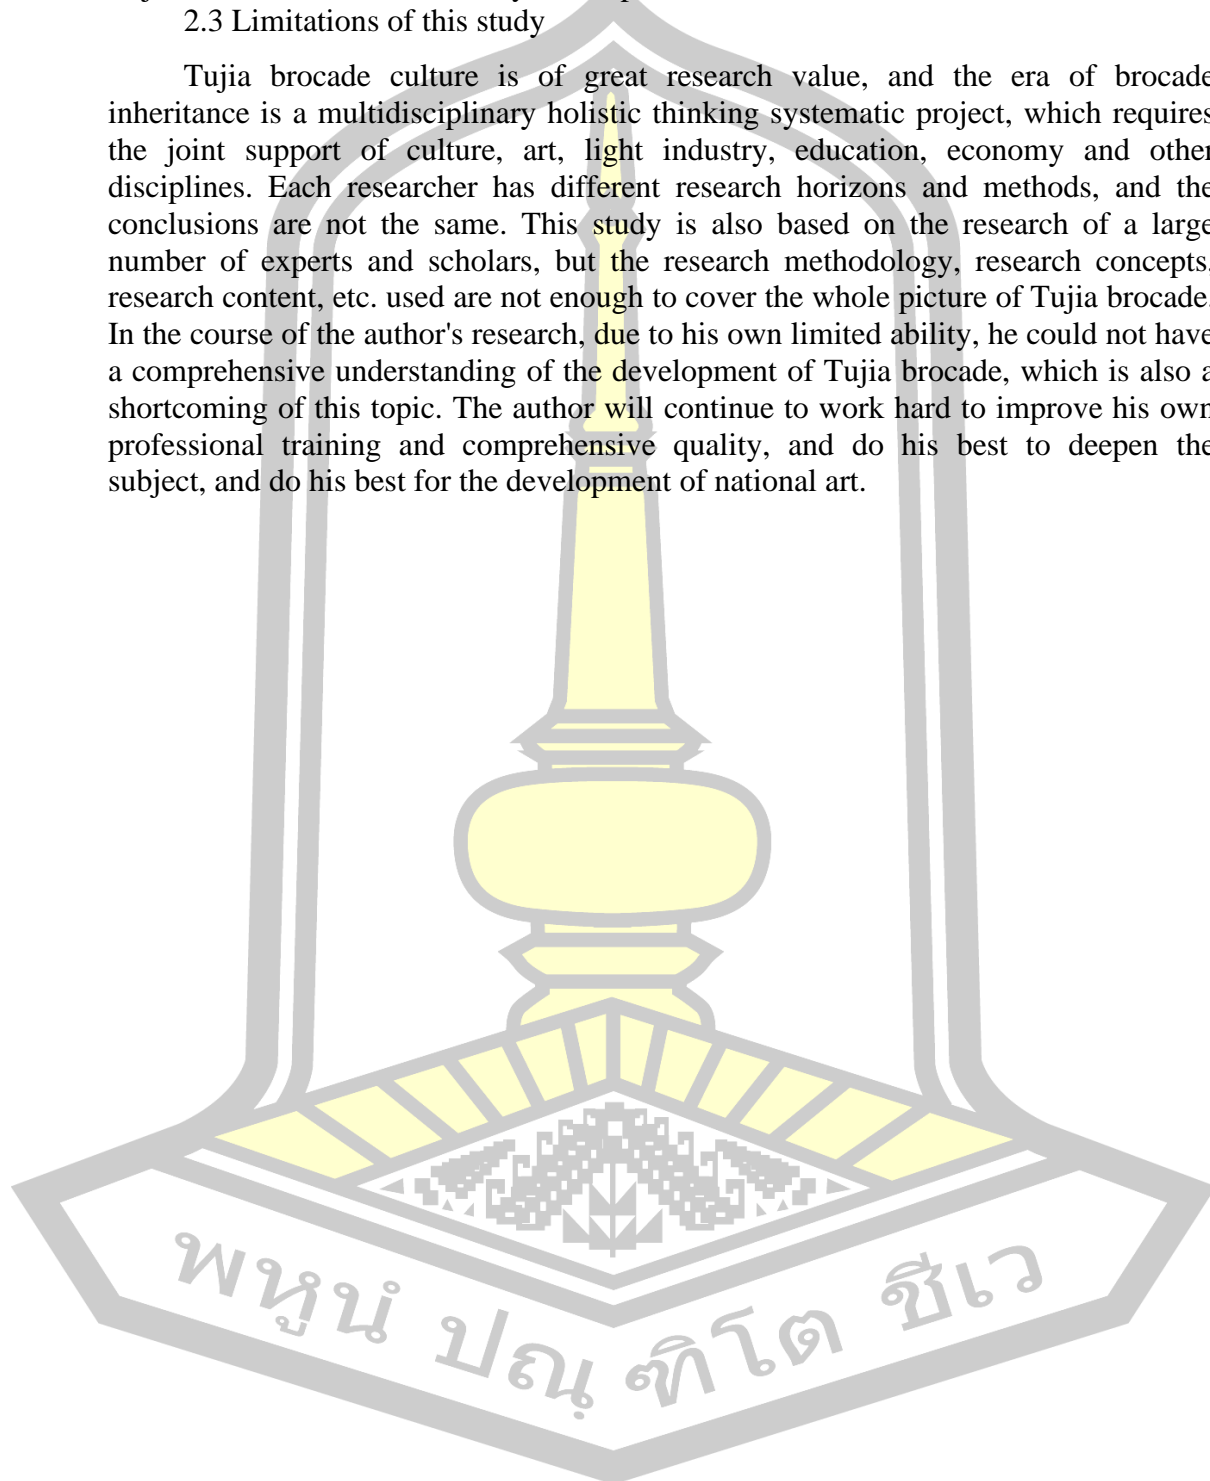 2.3 Limitations of this study
Tujia brocade culture is of great research value, and the era of brocade
inheritance is a multidisciplinary holistic thinking systematic project, which requires
the joint support of culture, art, light industry, education, economy and other
disciplines. Each researcher has different research horizons and methods, and the
conclusions are not the same. This study is also based on the research of a large
number of experts and scholars, but the research methodology, research concepts,
research content, etc. used are not enough to cover the whole picture of Tujia brocade.
In the course of the author's research, due to his own limited ability, he could not have
a comprehensive understanding of the development of Tujia brocade, which is also a
shortcoming of this topic. The author will continue to work hard to improve his own
professional training and comprehensive quality, and do his best to deepen the
subject, and do his best for the development of national art.
พหูนํ ปณฺฑิโต ชีเว